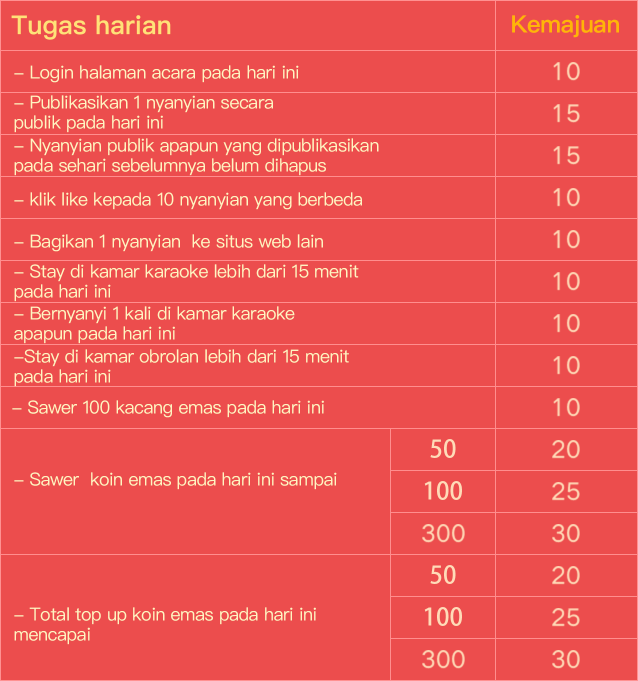 Tugas harian Kemajuan
– Login halaman acara pada hari ini 10
– Publikasikan 1 nyanyian secara
publik pada hari ini 15
– Nyanyian publik apapun yang dipublikasikan
pada sehari sebelumnya belum dihapus 15
– klik like kepada 10 nyanyian yang berbeda 10
– Bagikan 1 nyanyian  ke situs web lain 10
– Stay di kamar karaoke lebih dari 15 menit
pada hari ini 10
– Bernyanyi 1 kali di kamar karaoke
apapun pada hari ini 10
–Stay di kamar obrolan lebih dari 15 menit
pada hari ini 10
– Sawer 100 kacang emas pada hari ini 10
– Sawer  koin emas pada hari ini sampai
50 20
100 25
300 30
– Total top up koin emas pada hari ini
mencapai
50 20
100 25
300 30